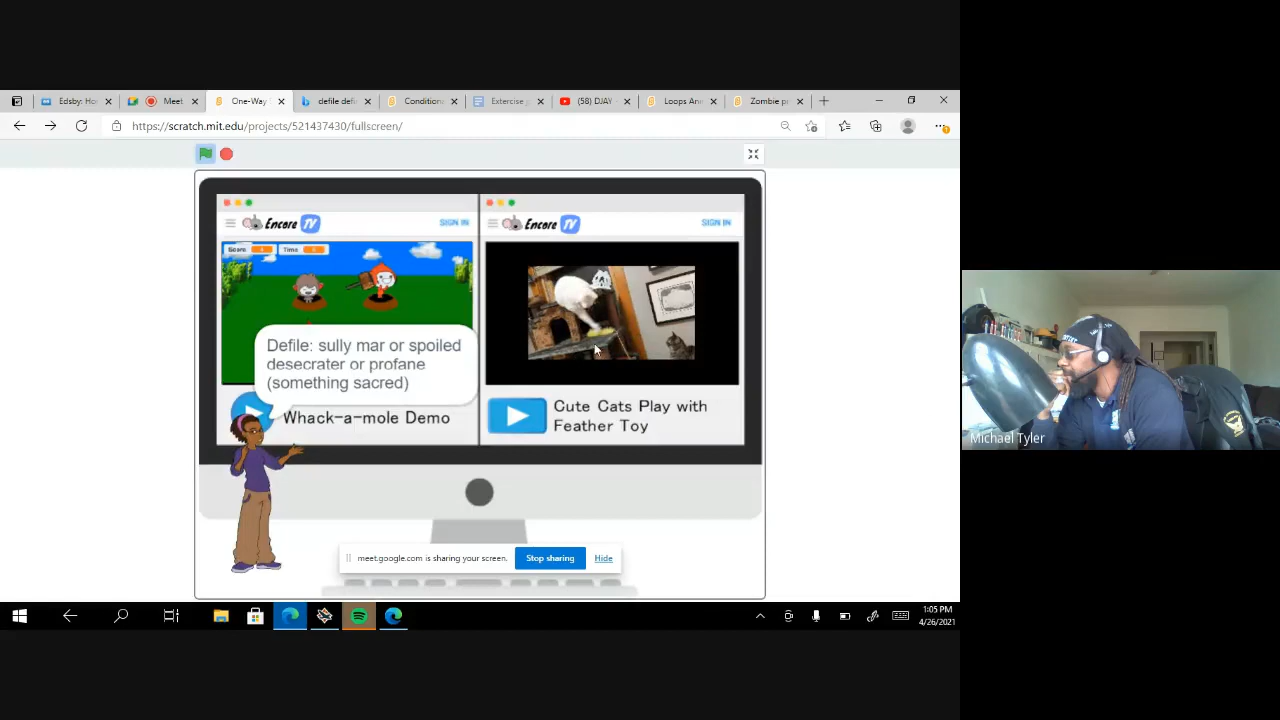 Edsby: Ho
Meet
One-Way
defile defi
Condition
Exercise
(58) DJAY
Loops An
Zombie p
https://scratch.mit.edu/projects/521437430/fullscreen/
Encore TV
SIGN IN
Encore TV
SIGN IN
Score
Time
Defile: sully mar or spoiled
desecrater or profane
(something sacred)
Whack-a-mole Demo
Cute Cats Play with
Feather Toy
Michael Tyler
meet.google.com is sharing your screen.
Stop sharing
Hide
1:05 PM
4/26/2021